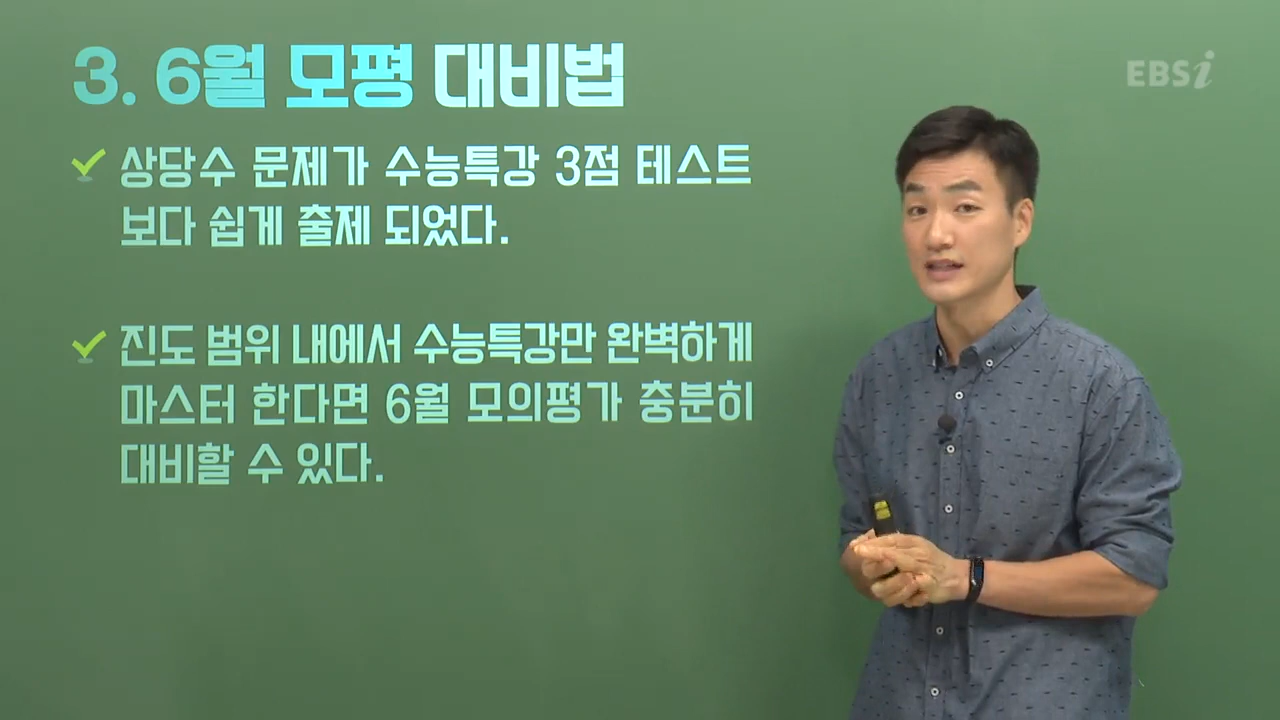 3. 6월 모평 대비법
EBSi
상당수 문제가 수능특강 3점 테스트
보다 쉽게 출제 되었다.
진도 범위 내에서 수능특강만 완벽하게
마스터 한다면 6월 모의평가 충분히
대비할 수 있다.